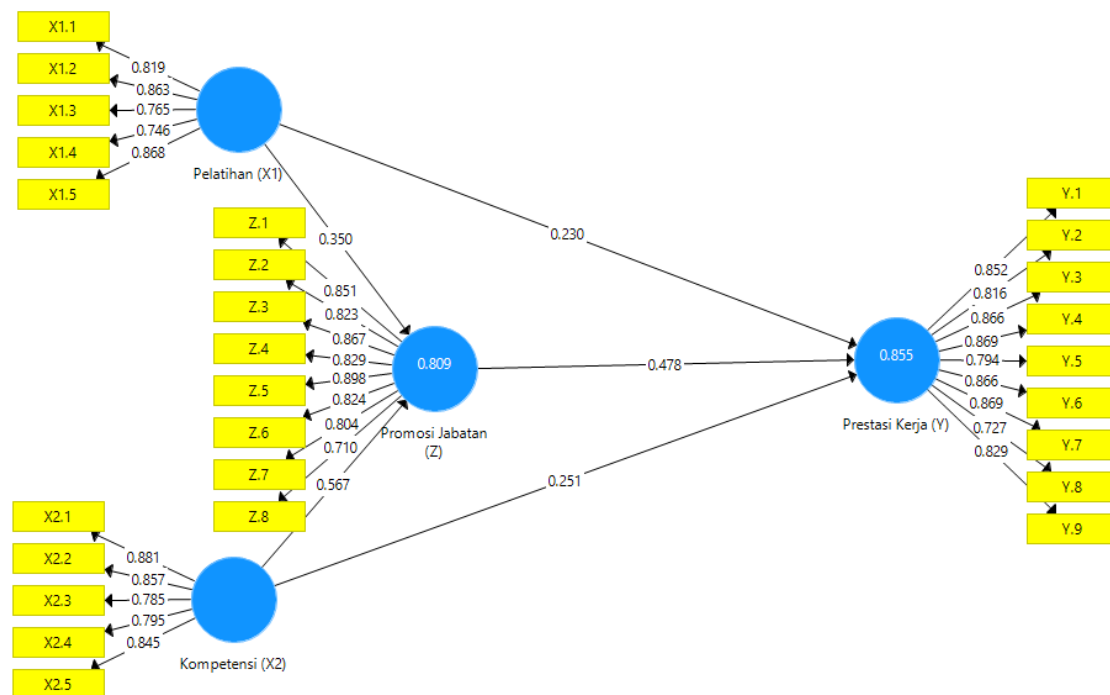 X1.1
X1.2
X1.3
X1.4
X1.5
0.819
0.863
0.765
0.746
0.868
Pelatihan (X1)
0.350
0.230
Z.1
Z.2
Z.3
Z.4
Z.5
Z.6
Z.7
Z.8
0.851
0.823
0.867
0.829
0.898
0.824
0.804
0.710
0.567
0.809
Promosi Jabatan
(Z)
0.478
0.251
0.855
Prestasi Kerja (Y)
0.852
0.816
0.866
0.869
0.794
0.866
0.869
0.727
0.829
Y.1
Y.2
Y.3
Y.4
Y.5
Y.6
Y.7
Y.8
Y.9
X2.1
X2.2
X2.3
X2.4
X2.5
0.881
0.857
0.785
0.795
0.845
Kompetensi (X2)